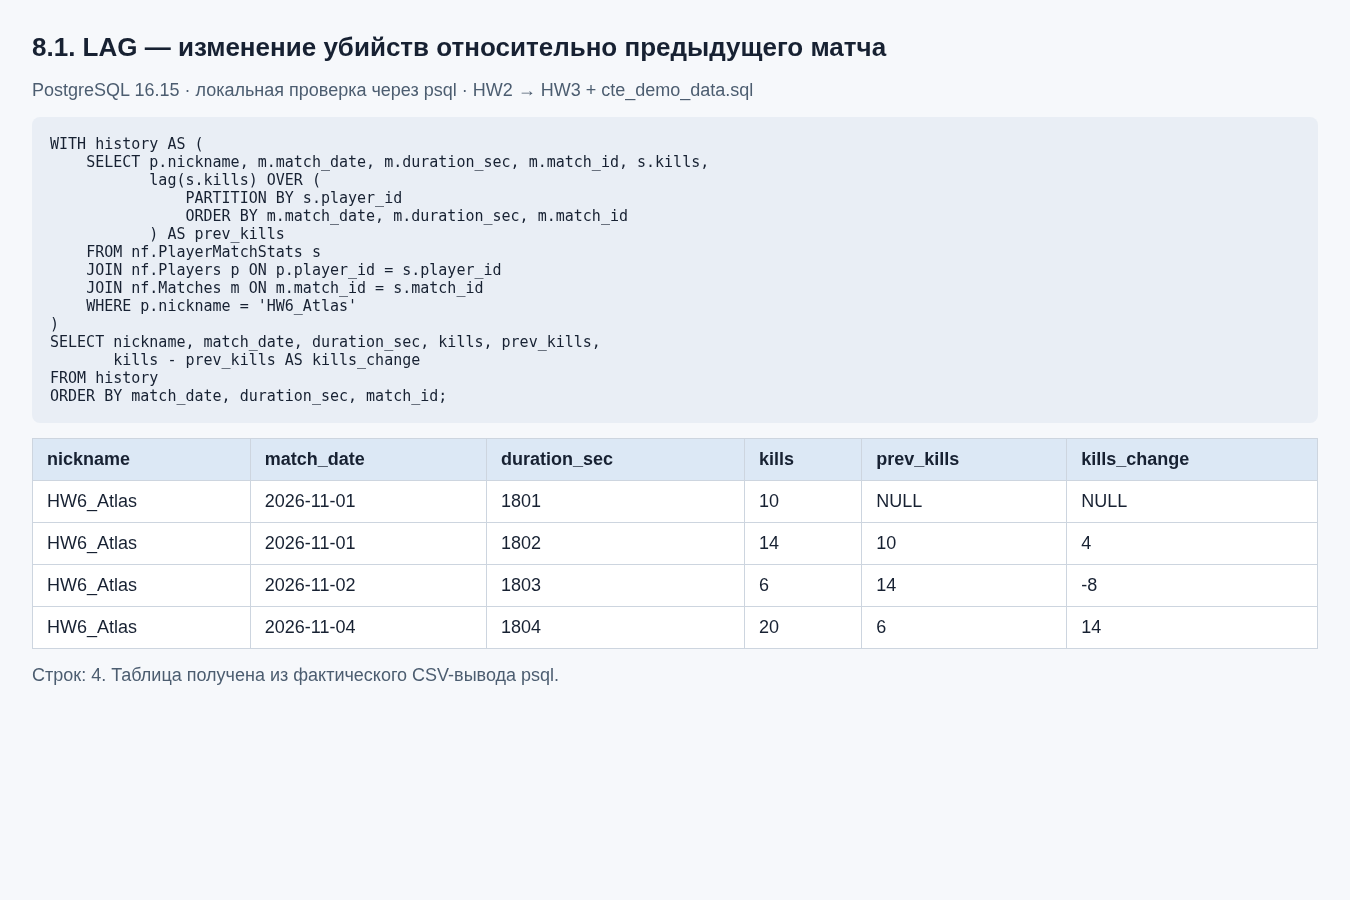 8.1. LAG — изменение убийств относительно предыдущего матча
PostgreSQL 16.15 · локальная проверка через psql · HW2 → HW3 + cte_demo_data.sql
WITH history AS (
    SELECT p.nickname, m.match_date, m.duration_sec, m.match_id, s.kills,
           lag(s.kills) OVER (
               PARTITION BY s.player_id
               ORDER BY m.match_date, m.duration_sec, m.match_id
           ) AS prev_kills
    FROM nf.PlayerMatchStats s
    JOIN nf.Players p ON p.player_id = s.player_id
    JOIN nf.Matches m ON m.match_id = s.match_id
    WHERE p.nickname = 'HW6_Atlas'
)
SELECT nickname, match_date, duration_sec, kills, prev_kills,
       kills - prev_kills AS kills_change
FROM history
ORDER BY match_date, duration_sec, match_id;
nickname match_date duration_sec kills prev_kills kills_change
HW6_Atlas 2026-11-01 1801 10 NULL NULL
HW6_Atlas 2026-11-01 1802 14 10 4
HW6_Atlas 2026-11-02 1803 6 14 -8
HW6_Atlas 2026-11-04 1804 20 6 14
Строк: 4. Таблица получена из фактического CSV-вывода psql.